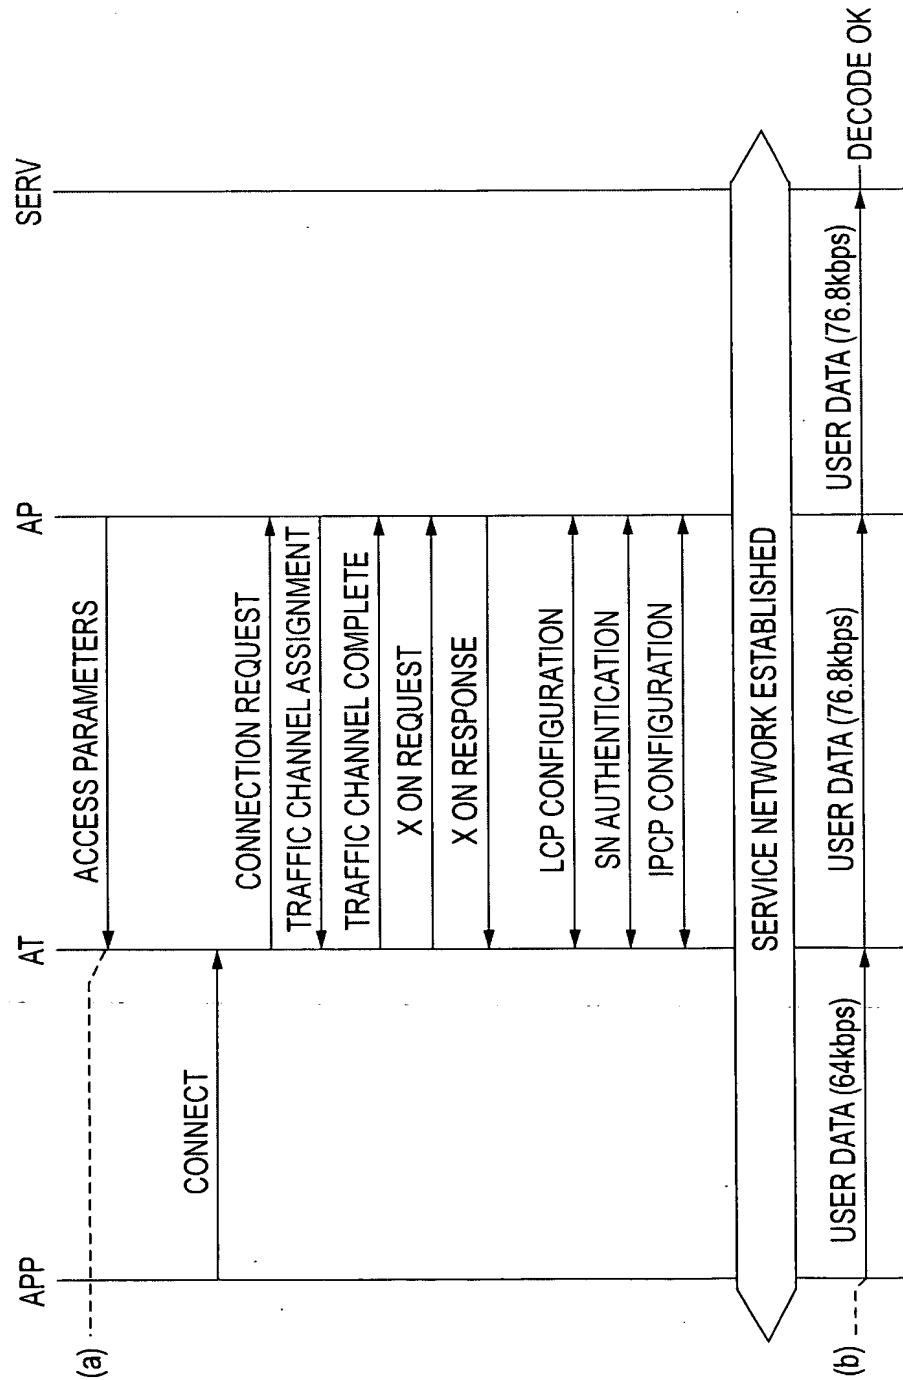 APP
AT
AP
SERV
(a)
ACCESS PARAMETERS
CONNECT
CONNECTION REQUEST
TRAFFIC CHANNEL ASSIGNMENT
TRAFFIC CHANNEL COMPLETE
X ON REQUEST
X ON RESPONSE
LCP CONFIGURATION
SN AUTHENTICATION
IPCP CONFIGURATION
SERVICE NETWORK ESTABLISHED
(b)
USER DATA (64kbps)
USER DATA (76.8kbps)
USER DATA (76.8kbps)
DECODE OK